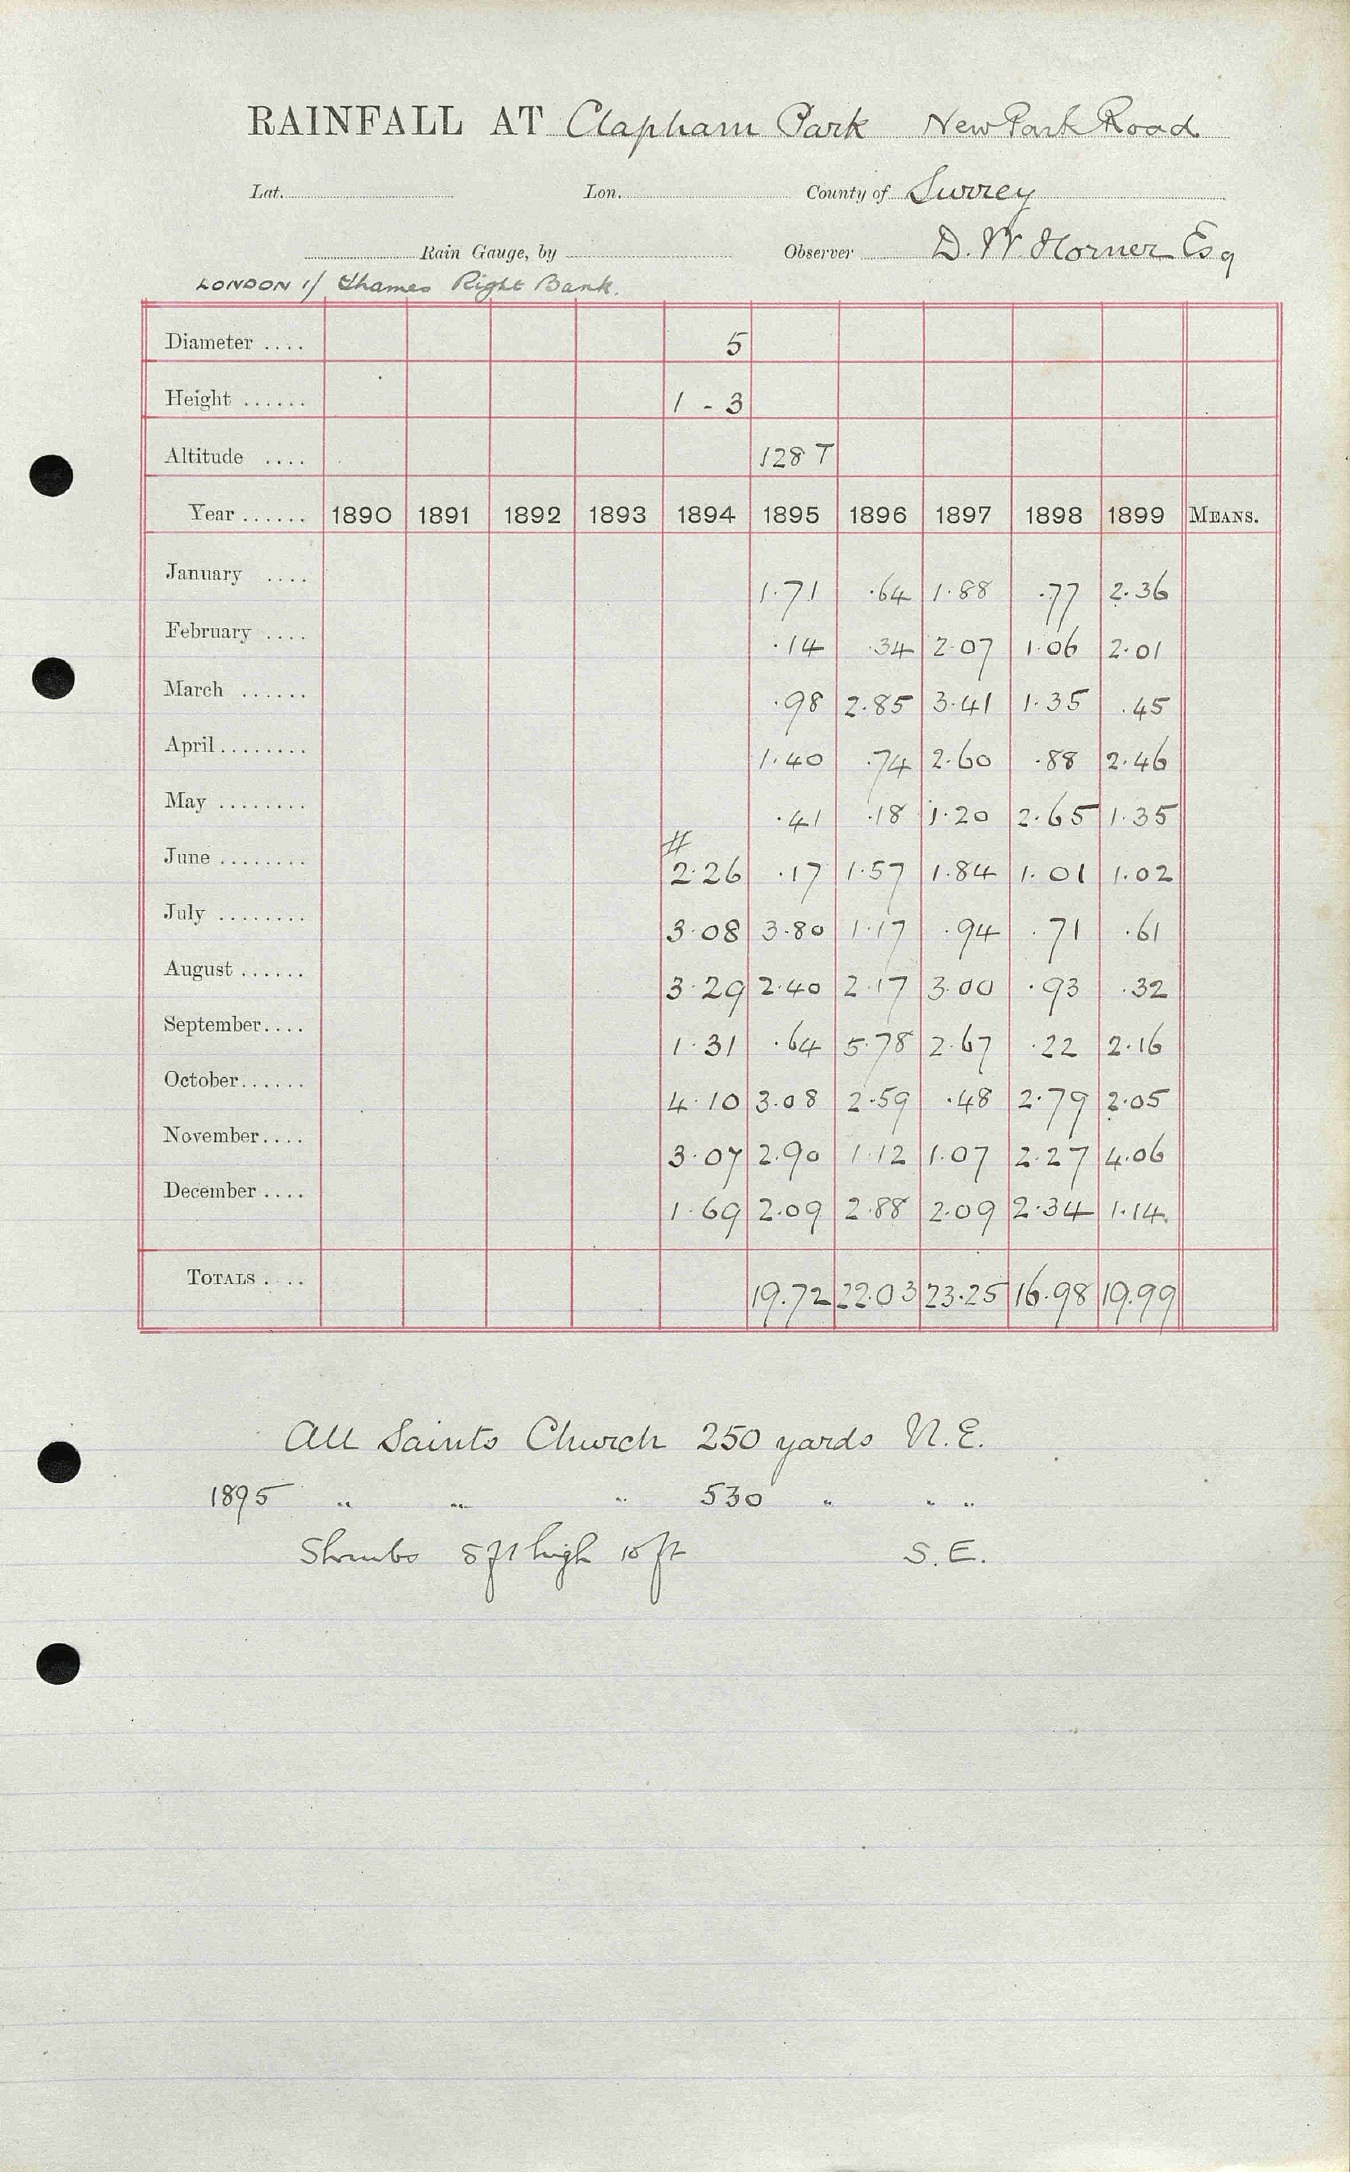 RAINFALL AT Clapham Park New Park Road
Lat. Lon. County of Surrey
Rain Gauge, by Observer D. W. Horner Esq
LONDON 1/ Thames Right Bank.
Diameter .... 5
Height ...... 1 - 3
Altitude .... 128 T
Year ...... 1890 1891 1892 1893 1894 1895 1896 1897 1898 1899 MEANS.
January .... 1.71 .64 1.88 .77 2.36
February .... .14 .34 2.07 1.06 2.01
March ...... .98 2.85 3.41 1.35 .45
April ........ 1.40 .74 2.60 .88 2.46
May ........ .41 .18 1.20 2.65 1.35
#
June ........ 2.26 .17 1.57 1.84 1.01 1.02
July ........ 3.08 3.80 1.17 .94 .71 .61
August ...... 3.29 2.40 2.17 3.00 .93 .32
September.... 1.31 .64 5.78 2.67 .22 2.16
October...... 4.10 3.08 2.59 .48 2.79 2.05
November.... 3.07 2.90 1.12 1.07 2.27 4.06
December .... 1.69 2.09 2.88 2.09 2.34 1.14
TOTALS .... 19.72 22.03 23.25 16.98 19.99
All Saints Church 250 yards N.E.
1895 " " " 530 " " "
Shrubs 8 ft high 10 ft S.E.